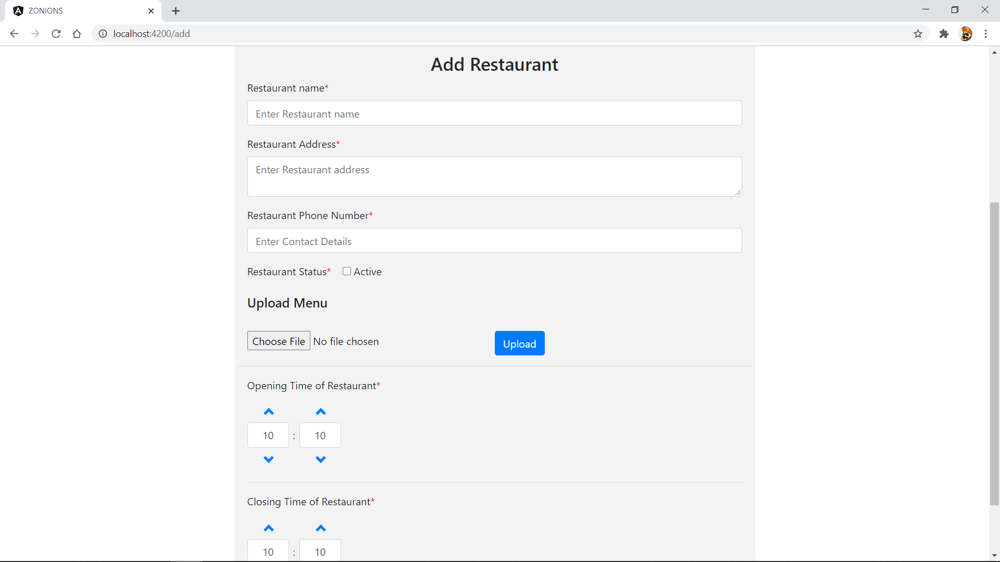 ZONIONS
localhost:4200/add
Add Restaurant
Restaurant name*
Enter Restaurant name
Restaurant Address*
Enter Restaurant address
Restaurant Phone Number*
Enter Contact Details
Restaurant Status* Active
Upload Menu
Choose File No file chosen Upload
Opening Time of Restaurant*
10 : 10
Closing Time of Restaurant*
10 : 10